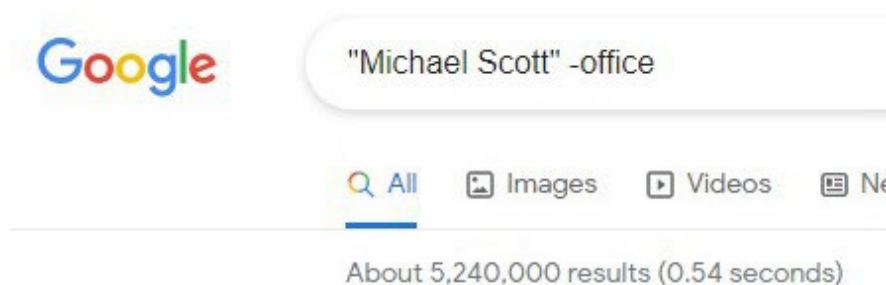 Google "Michael Scott" -office
All Images Videos
About 5,240,000 results (0.54 seconds)